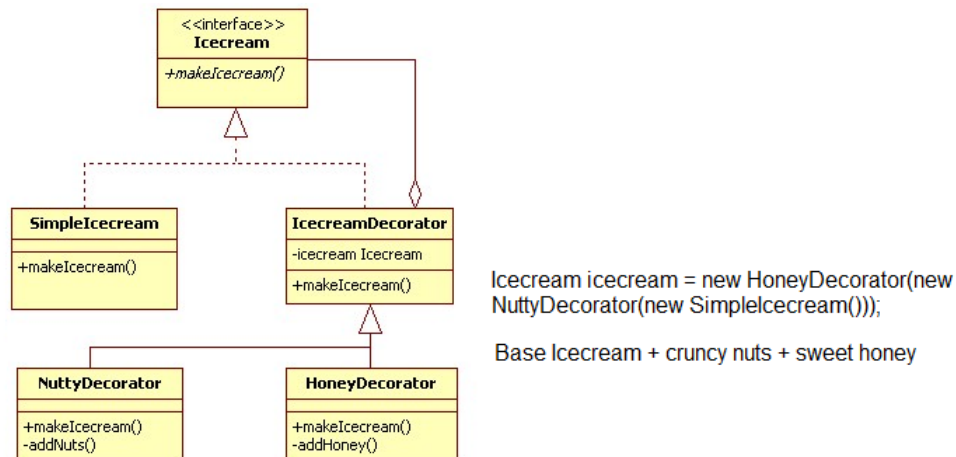 <<interface>>
Icecream
+makeIcecream()
SimpleIcecream
+makeIcecream()
IcecreamDecorator
-icecream Icecream
+makeIcecream()
Icecream icecream = new HoneyDecorator(new
NuttyDecorator(new SimpleIcecream()));
Base Icecream + cruncy nuts + sweet honey
NuttyDecorator
+makeIcecream()
-addNuts()
HoneyDecorator
+makeIcecream()
-addHoney()